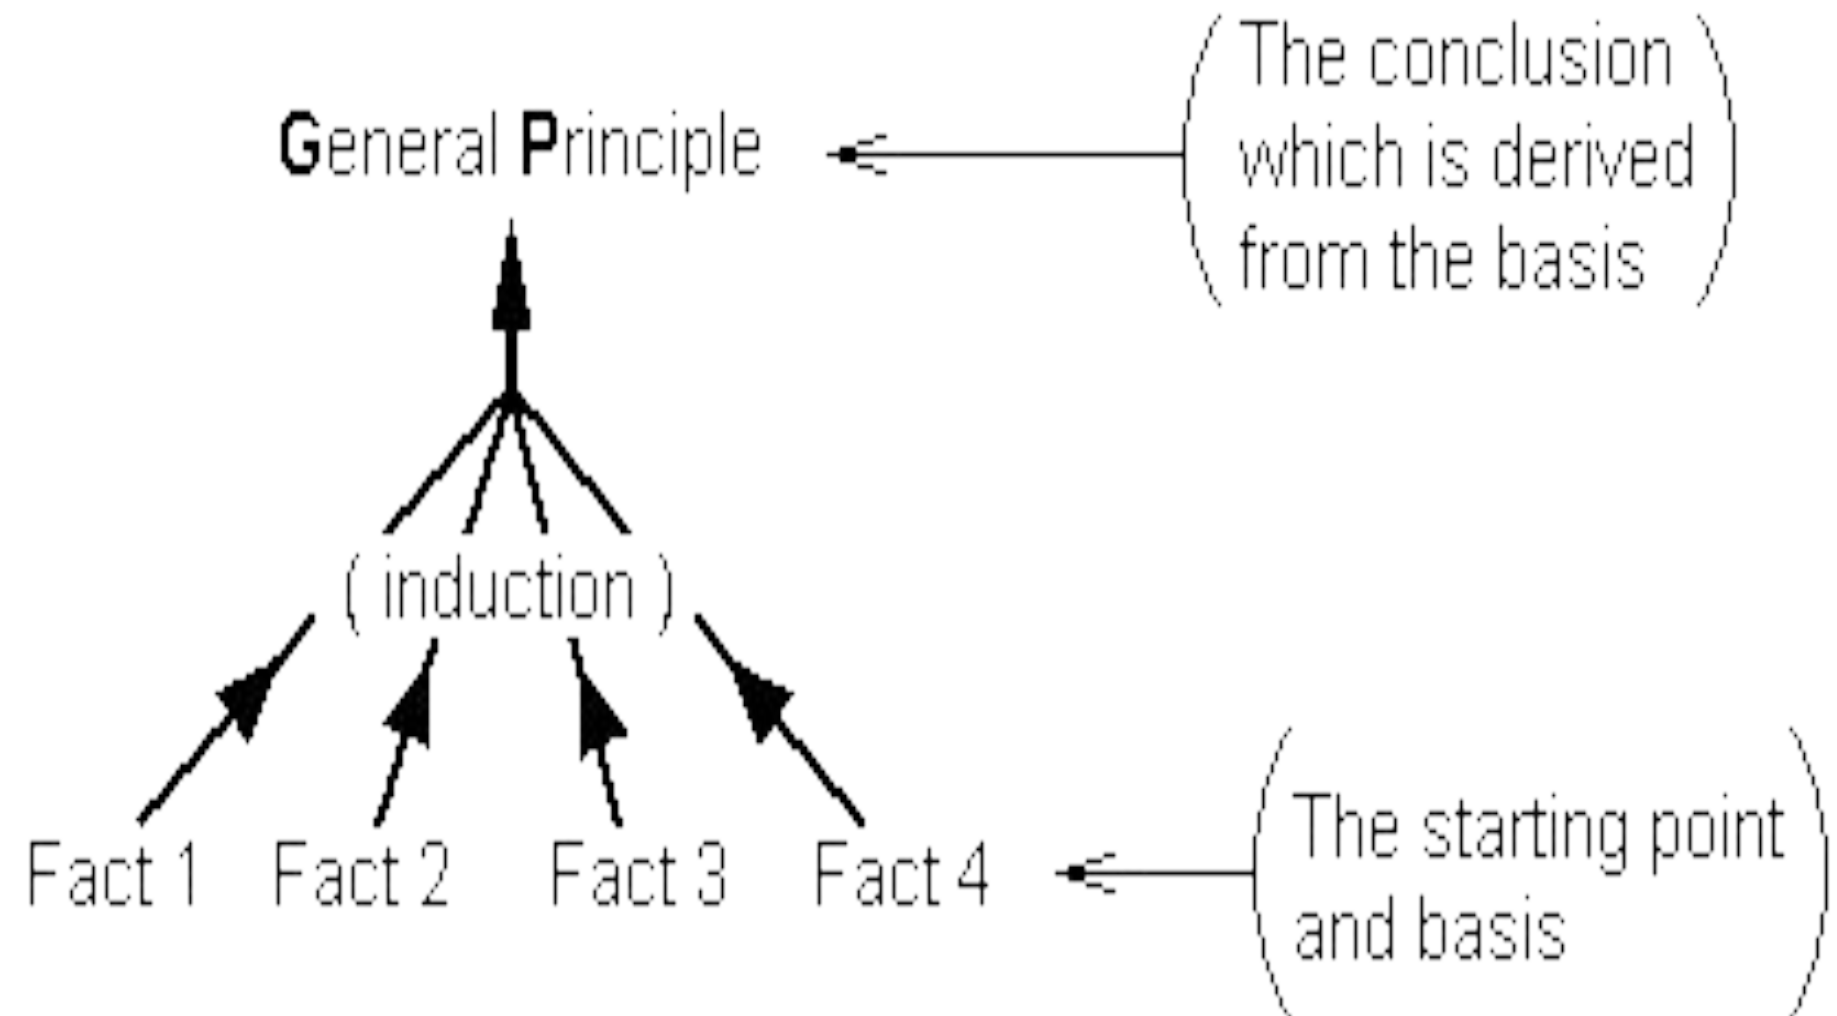 General Principle
The conclusion
which is derived
from the basis
( induction )
Fact 1
Fact 2
Fact 3
Fact 4
The starting point
and basis